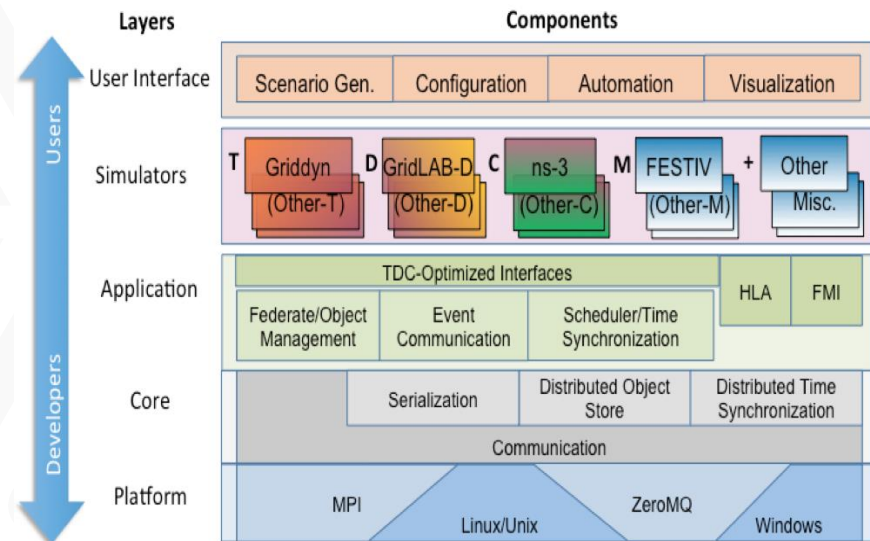 Layers
Components
Users
Developers
User Interface
Scenario Gen.
Configuration
Automation
Visualization
Simulators
T
Griddyn
(Other-T)
D
GridLAB-D
(Other-D)
C
ns-3
(Other-C)
M
FESTIV
(Other-M)
+
Other
Misc.
Application
TDC-Optimized Interfaces
HLA
FMI
Federate/Object
Management
Event
Communication
Scheduler/Time
Synchronization
Core
Serialization
Distributed Object
Store
Distributed Time
Synchronization
Communication
Platform
MPI
Linux/Unix
ZeroMQ
Windows